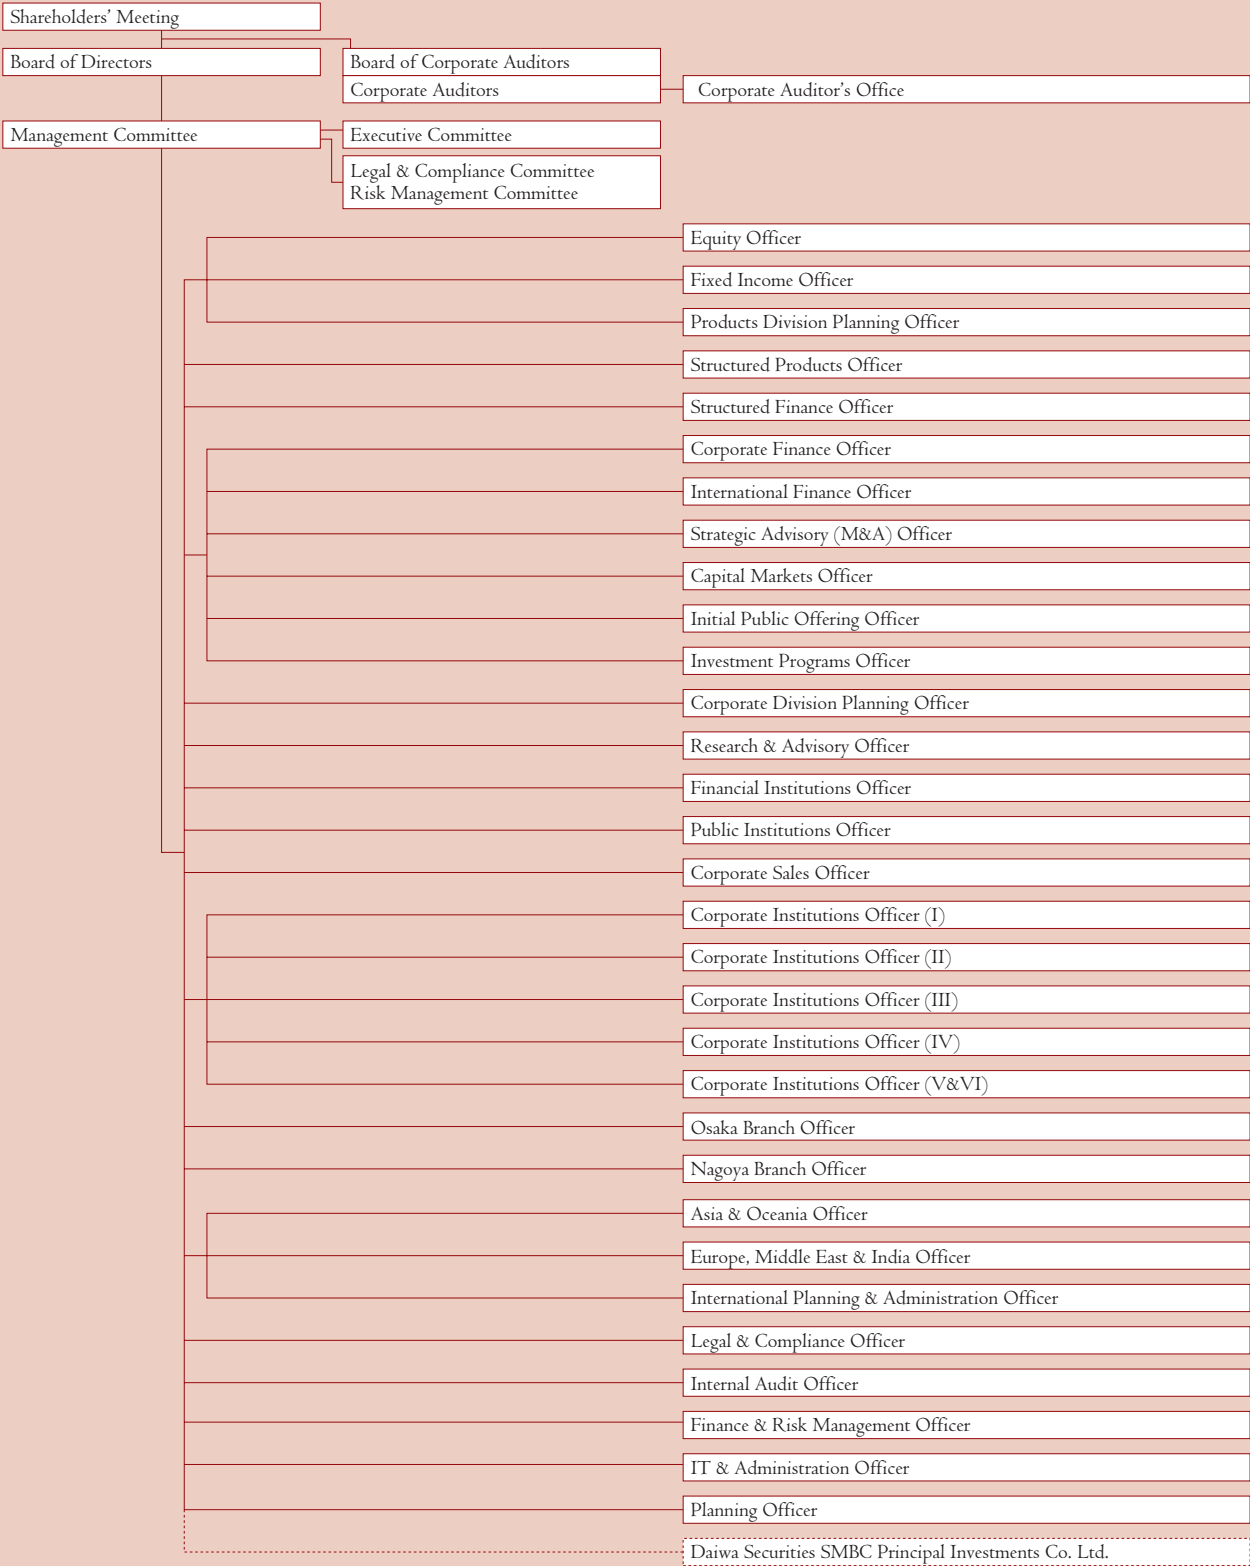 Shareholders’ Meeting
Board of Directors
Board of Corporate Auditors
Corporate Auditors
Corporate Auditor’s Office
Management Committee
Executive Committee
Legal & Compliance Committee
Risk Management Committee
Equity Officer
Fixed Income Officer
Products Division Planning Officer
Structured Products Officer
Structured Finance Officer
Corporate Finance Officer
International Finance Officer
Strategic Advisory (M&A) Officer
Capital Markets Officer
Initial Public Offering Officer
Investment Programs Officer
Corporate Division Planning Officer
Research & Advisory Officer
Financial Institutions Officer
Public Institutions Officer
Corporate Sales Officer
Corporate Institutions Officer (I)
Corporate Institutions Officer (II)
Corporate Institutions Officer (III)
Corporate Institutions Officer (IV)
Corporate Institutions Officer (V&VI)
Osaka Branch Officer
Nagoya Branch Officer
Asia & Oceania Officer
Europe, Middle East & India Officer
International Planning & Administration Officer
Legal & Compliance Officer
Internal Audit Officer
Finance & Risk Management Officer
IT & Administration Officer
Planning Officer
Daiwa Securities SMBC Principal Investments Co. Ltd.